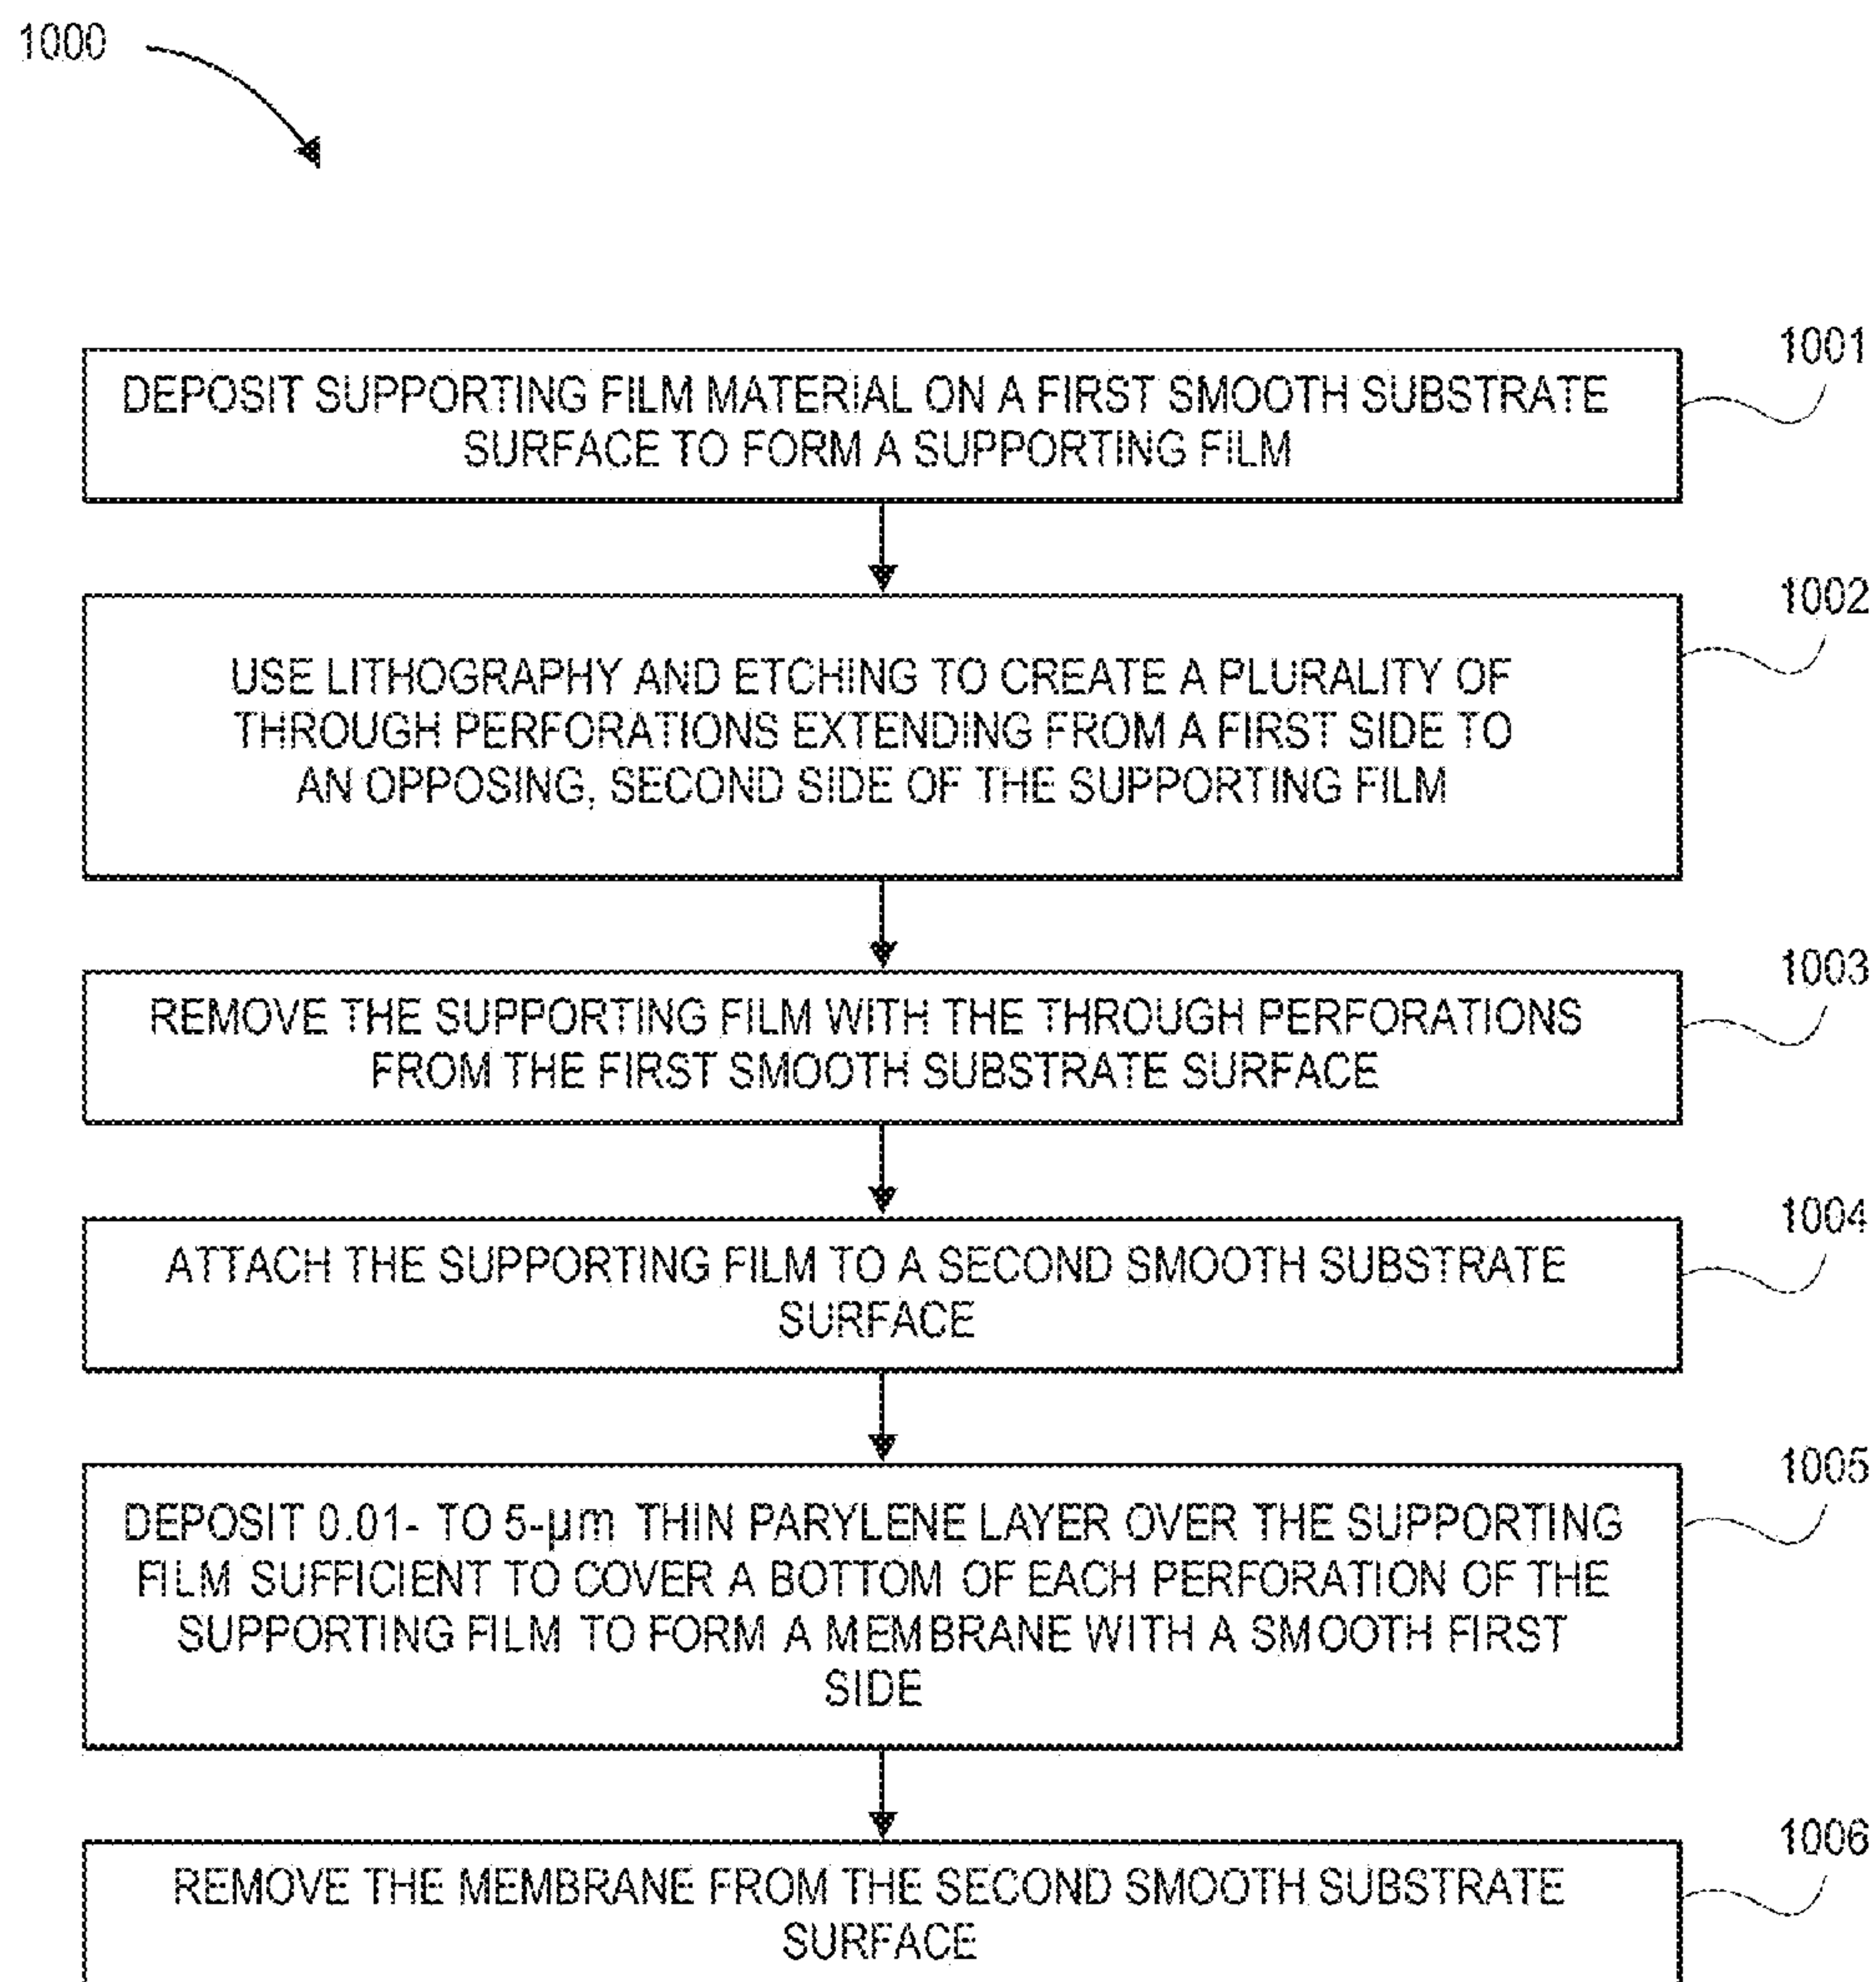 1000
1001
DEPOSIT SUPPORTING FILM MATERIAL ON A FIRST SMOOTH SUBSTRATE
SURFACE TO FORM A SUPPORTING FILM
1002
USE LITHOGRAPHY AND ETCHING TO CREATE A PLURALITY OF
THROUGH PERFORATIONS EXTENDING FROM A FIRST SIDE TO
AN OPPOSING, SECOND SIDE OF THE SUPPORTING FILM
1003
REMOVE THE SUPPORTING FILM WITH THE THROUGH PERFORATIONS
FROM THE FIRST SMOOTH SUBSTRATE SURFACE
1004
ATTACH THE SUPPORTING FILM TO A SECOND SMOOTH SUBSTRATE
SURFACE
1005
DEPOSIT 0.01- TO 5-µm THIN PARYLENE LAYER OVER THE SUPPORTING
FILM SUFFICIENT TO COVER A BOTTOM OF EACH PERFORATION OF THE
SUPPORTING FILM TO FORM A MEMBRANE WITH A SMOOTH FIRST
SIDE
1006
REMOVE THE MEMBRANE FROM THE SECOND SMOOTH SUBSTRATE
SURFACE